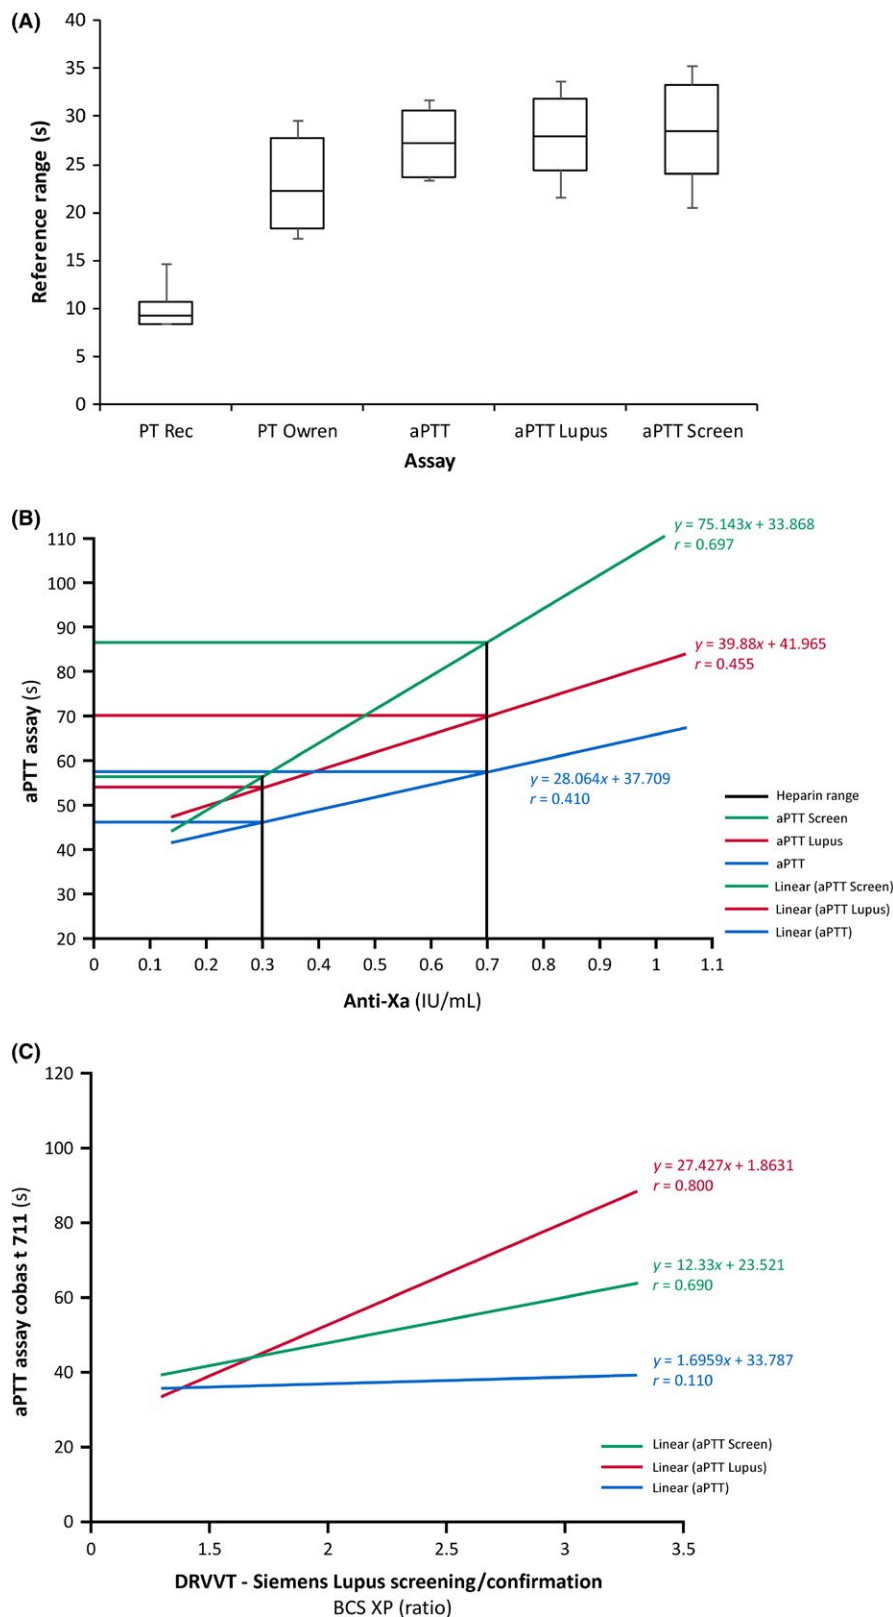 (A)
40
35
30
25
20
15
10
5
0
Reference range (s)
PT Rec PT Owren aPTT aPTT Lupus aPTT Screen
Assay
(B)
y = 75.143x + 33.868
r = 0.697
110
100
90
80
70
60
50
40
30
20
aPTT assay (s)
y = 39.88x + 41.965
r = 0.455
y = 28.064x + 37.709
r = 0.410
Heparin range
aPTT Screen
aPTT Lupus
aPTT
Linear (aPTT Screen)
Linear (aPTT Lupus)
Linear (aPTT)
0 0.1 0.2 0.3 0.4 0.5 0.6 0.7 0.8 0.9 1 1.1
Anti-Xa (IU/mL)
(C)
120
100
80
60
40
20
0
aPTT assay cobas t 711 (s)
y = 27.427x + 1.8631
r = 0.800
y = 12.33x + 23.521
r = 0.690
y = 1.6959x + 33.787
r = 0.110
Linear (aPTT Screen)
Linear (aPTT Lupus)
Linear (aPTT)
0 1.5 2 2.5 3 3.5
DRVVT - Siemens Lupus screening/confirmation
BCS XP (ratio)